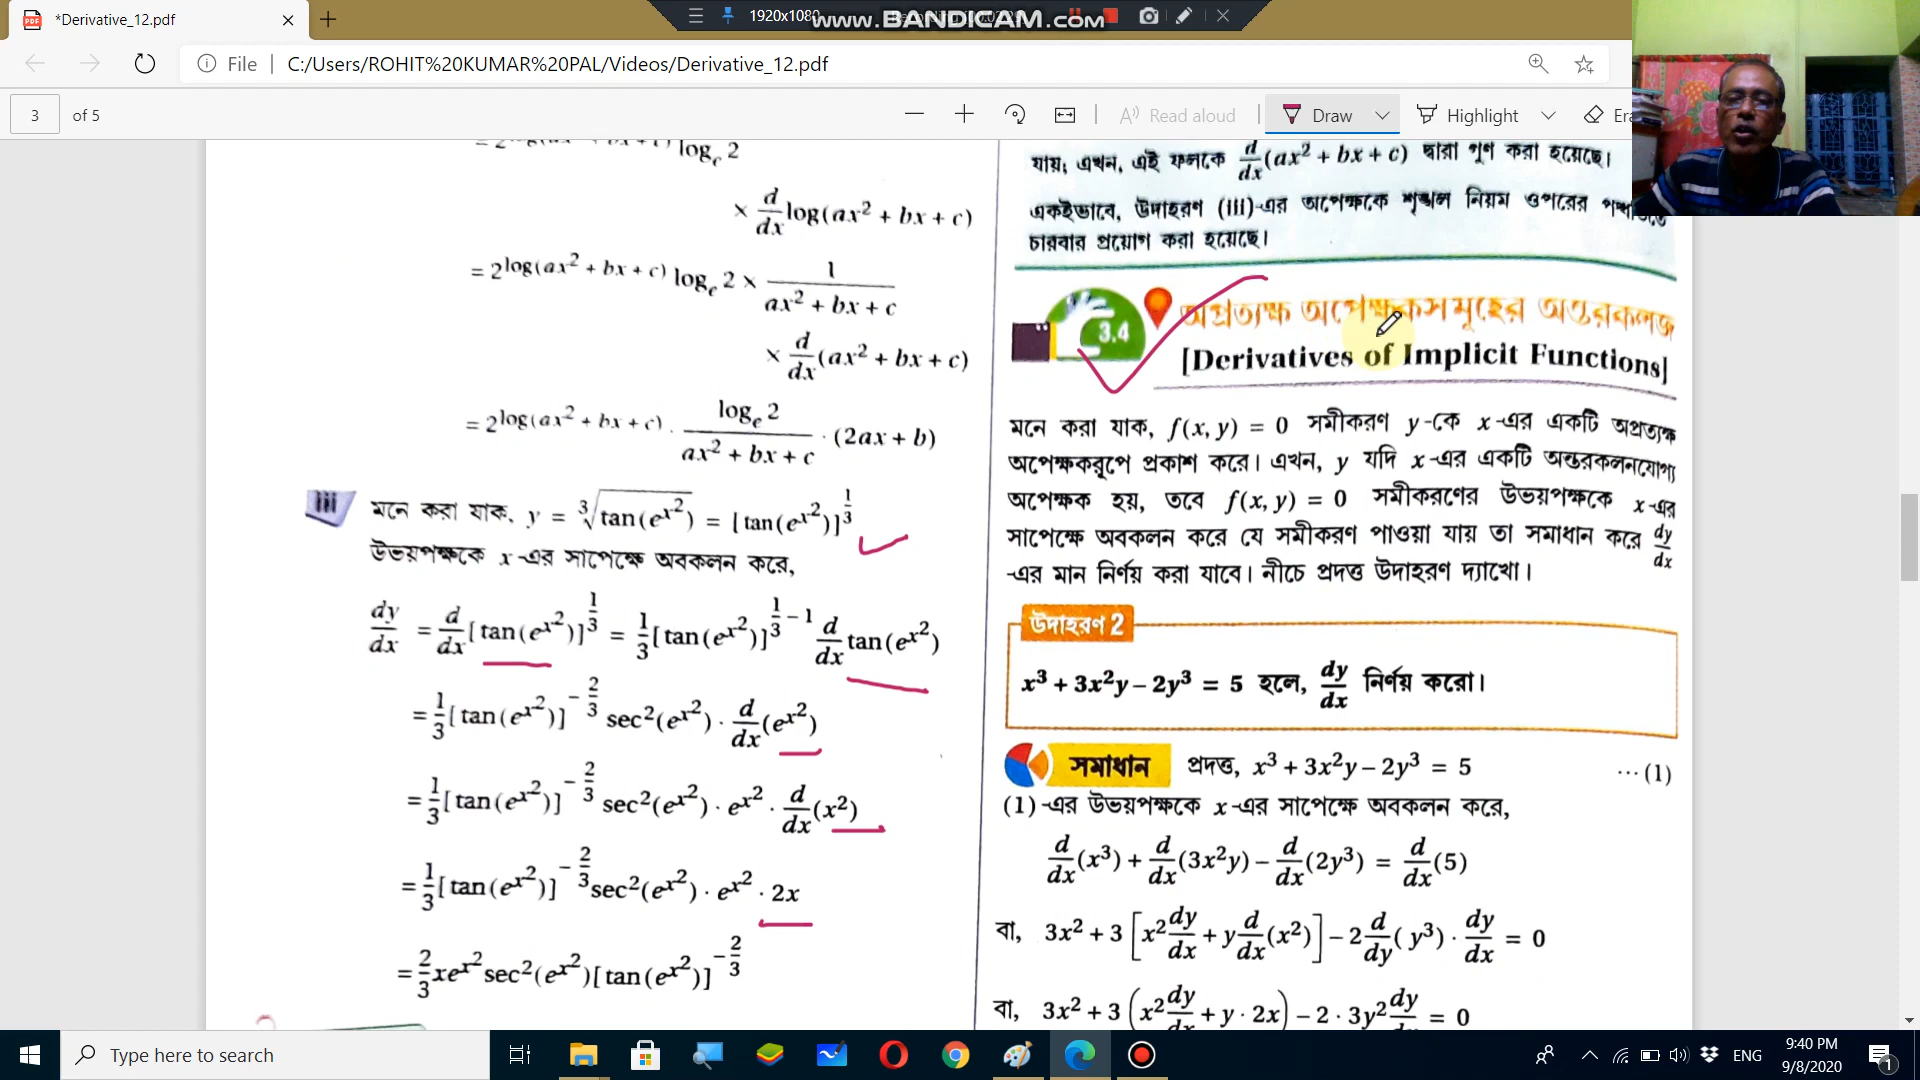 *Derivative_12.pdf
1920x1080
www.BANDICAM.com
File
C:/Users/ROHIT%20KUMAR%20PAL/Videos/Derivative_12.pdf
3 of 5
Read aloud
Draw
Highlight
logₑ 2
× d/dx log(ax² + bx + c)
= 2^log(ax² + bx + c) logₑ 2 × 1/(ax² + bx + c)
× d/dx (ax² + bx + c)
= 2^log(ax² + bx + c) · logₑ 2/(ax² + bx + c) · (2ax + b)
iii মনে করা যাক, y = ∛tan(e^x²) = [tan(e^x²)]^1/3
উভয়পক্ষকে x-এর সাপেক্ষে অবকলন করে,
dy/dx = d/dx [tan(e^x²)]^1/3 = 1/3 [tan(e^x²)]^(1/3 – 1) d/dx tan(e^x²)
= 1/3 [tan(e^x²)]^–2/3 sec²(e^x²) · d/dx (e^x²)
= 1/3 [tan(e^x²)]^–2/3 sec²(e^x²) · e^x² · d/dx (x²)
= 1/3 [tan(e^x²)]^–2/3 sec²(e^x²) · e^x² · 2x
= 2/3 xe^x² sec²(e^x²)[tan(e^x²)]^–2/3
যায়; এখন, এই ফলকে d/dx (ax² + bx + c) দ্বারা গুণ করা হয়েছে।
একইভাবে, উদাহরণ (iii)-এর অপেক্ষকে শৃঙ্খল নিয়ম ওপরের
চারবার প্রয়োগ করা হয়েছে।
3.4 অপ্রত্যক্ষ অপেক্ষকসমূহের অন্তরকলজ
[Derivatives of Implicit Functions]
মনে করা যাক, f(x, y) = 0 সমীকরণ y-কে x-এর একটি অপ্রত্যক্ষ
অপেক্ষকরূপে প্রকাশ করে। এখন, y যদি x-এর একটি অন্তরকলনযোগ্য
অপেক্ষক হয়, তবে f(x, y) = 0 সমীকরণের উভয়পক্ষকে x-এর
সাপেক্ষে অবকলন করে যে সমীকরণ পাওয়া যায় তা সমাধান করে dy/dx
-এর মান নির্ণয় করা যাবে। নীচে প্রদত্ত উদাহরণ দ্যাখো।
উদাহরণ 2
x³ + 3x²y – 2y³ = 5 হলে, dy/dx নির্ণয় করো।
সমাধান প্রদত্ত, x³ + 3x²y – 2y³ = 5 …(1)
(1)-এর উভয়পক্ষকে x-এর সাপেক্ষে অবকলন করে,
d/dx (x³) + d/dx (3x²y) – d/dx (2y³) = d/dx (5)
বা, 3x² + 3 [x² dy/dx + y d/dx (x²)] – 2 d/dy (y³) · dy/dx = 0
বা, 3x² + 3 (x² dy/dx + y · 2x) – 2 · 3y² dy/dx = 0
Type here to search
ENG
9:40 PM
9/8/2020
1